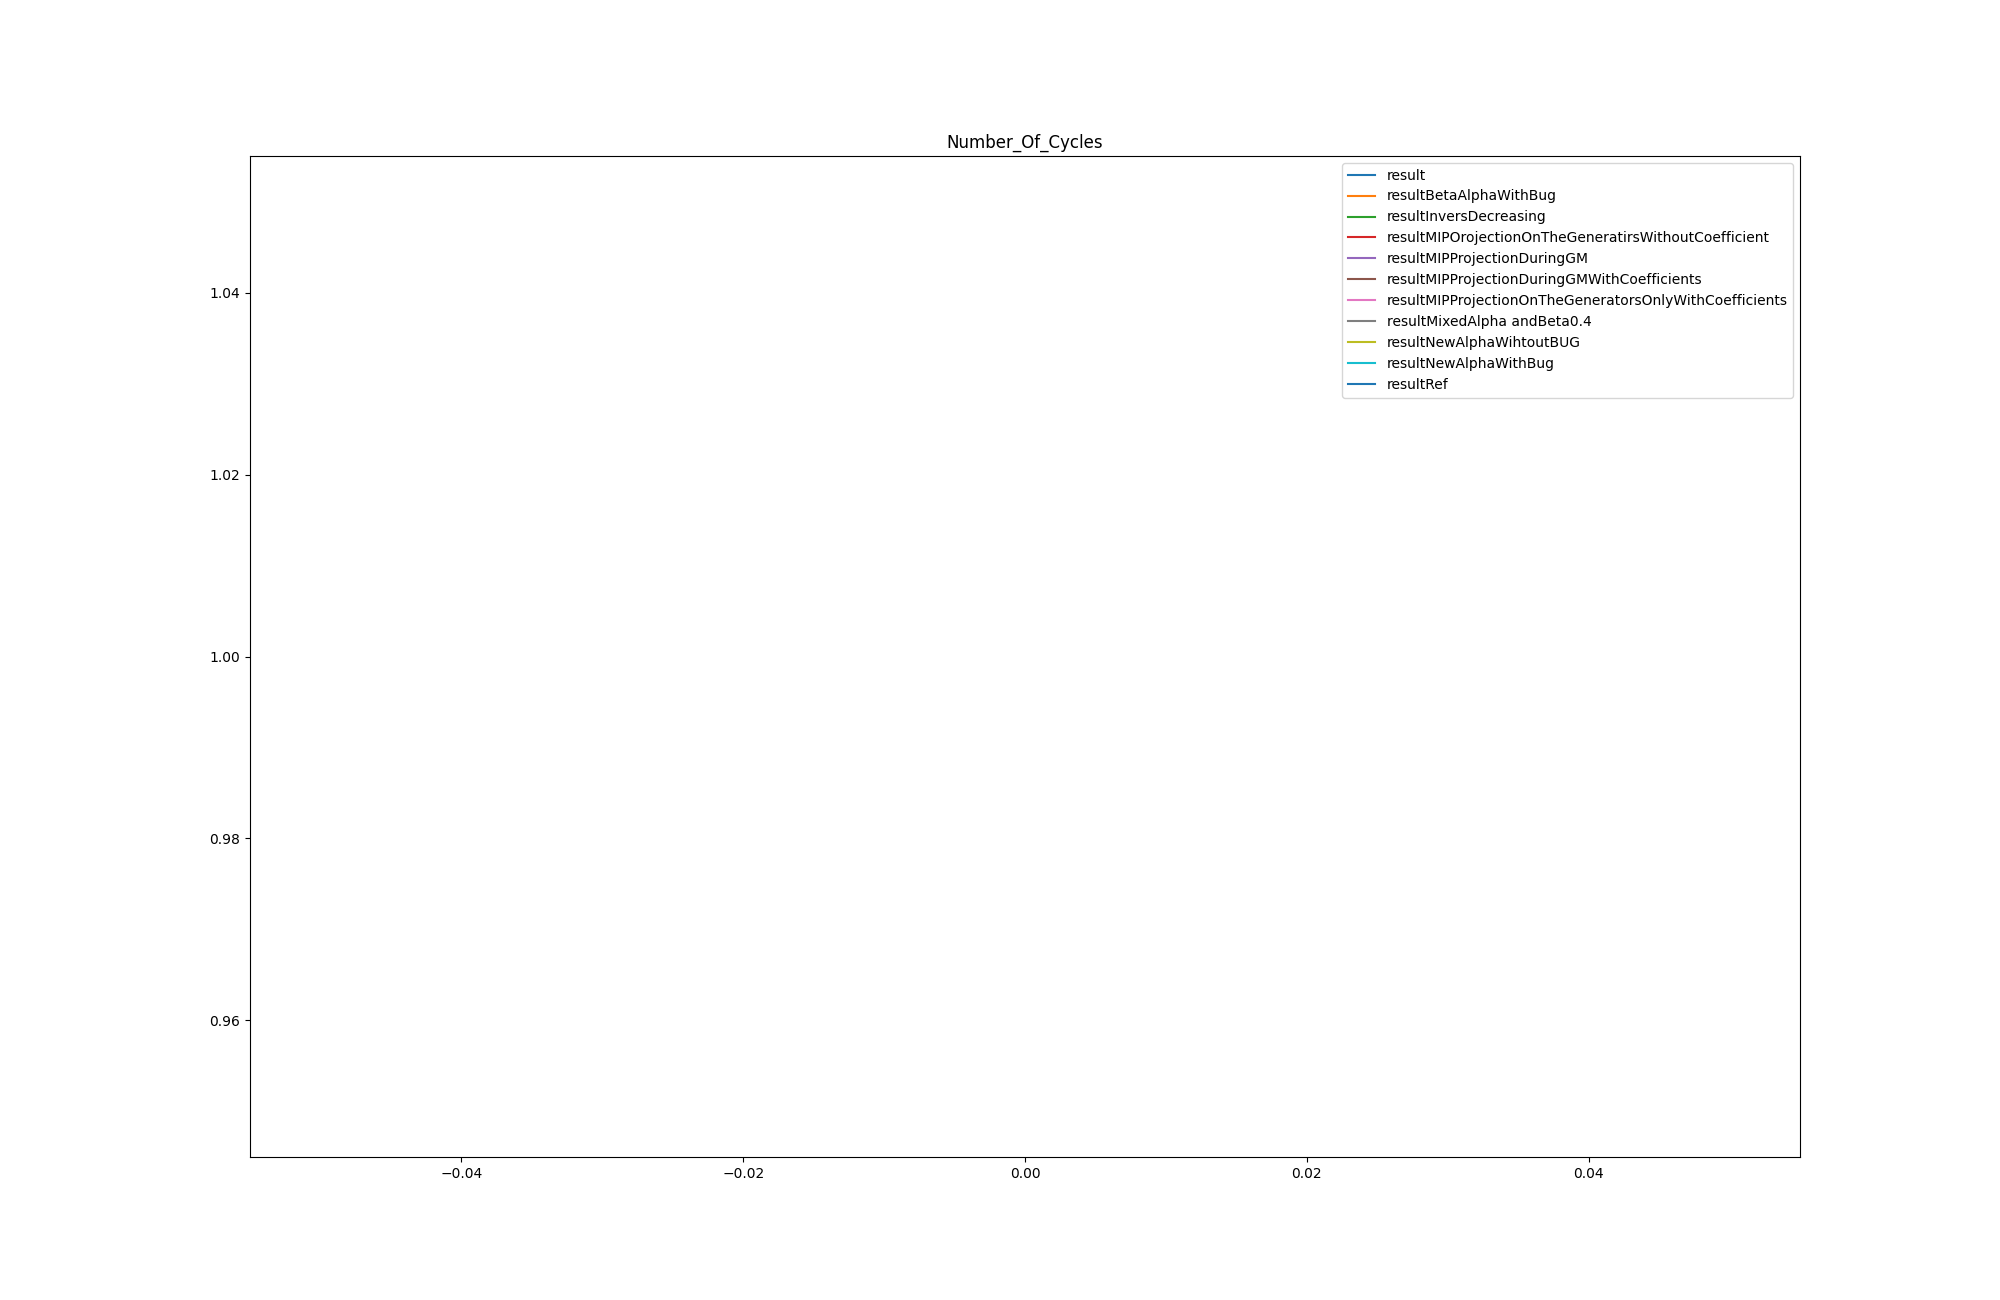 Number_Of_Cycles
result
resultBetaAlphaWithBug
resultInversDecreasing
resultMIPOrojectionOnTheGeneratirsWithoutCoefficient
resultMIPProjectionDuringGM
resultMIPProjectionDuringGMWithCoefficients
resultMIPProjectionOnTheGeneratorsOnlyWithCoefficients
resultMixedAlpha andBeta0.4
resultNewAlphaWihtoutBUG
resultNewAlphaWithBug
resultRef
1.04
1.02
1.00
0.98
0.96
−0.04
−0.02
0.00
0.02
0.04